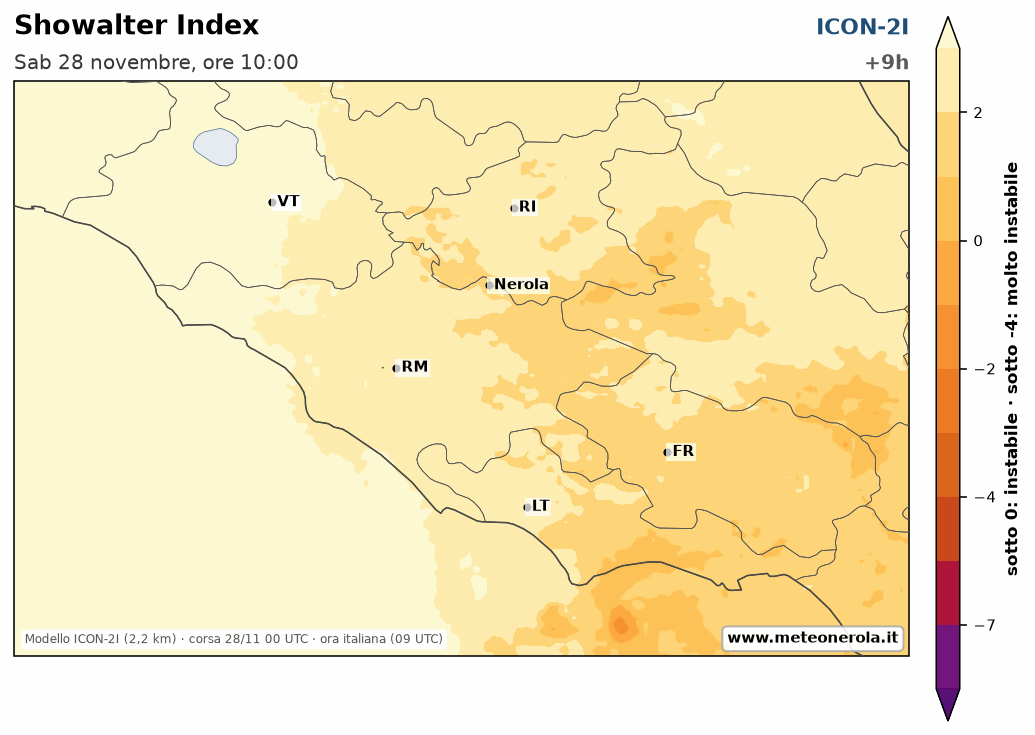 Showalter Index
ICON-2I
Sab 28 novembre, ore 10:00
+9h
VT
RI
Nerola
RM
FR
LT
2
0
−2
−4
−7
sotto 0: instabile · sotto -4: molto instabile
Modello ICON-2I (2,2 km) · corsa 28/11 00 UTC · ora italiana (09 UTC)
www.meteonerola.it